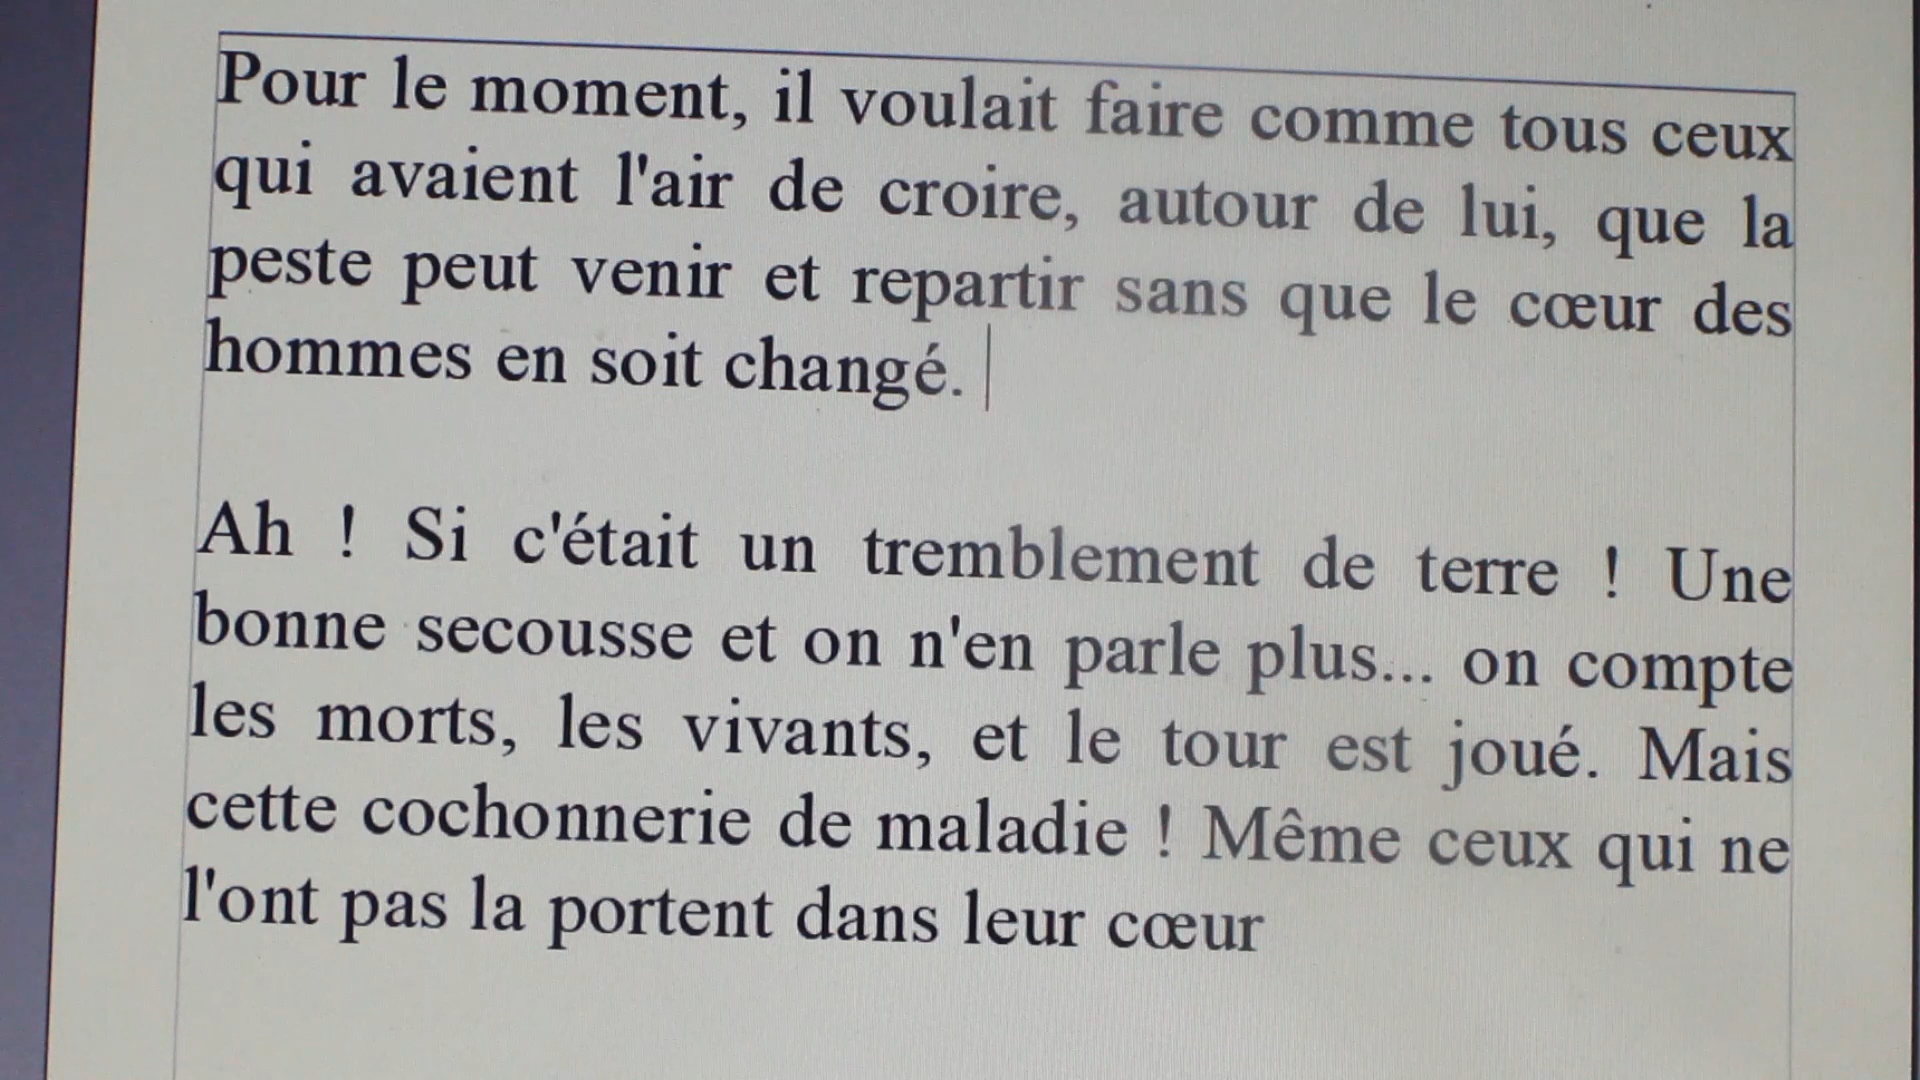 Pour le moment, il voulait faire comme tous ceux
qui avaient l'air de croire, autour de lui, que la
peste peut venir et repartir sans que le cœur des
hommes en soit changé.
Ah ! Si c'était un tremblement de terre ! Une
bonne secousse et on n'en parle plus... on compte
les morts, les vivants, et le tour est joué. Mais
cette cochonnerie de maladie ! Même ceux qui ne
l'ont pas la portent dans leur cœur